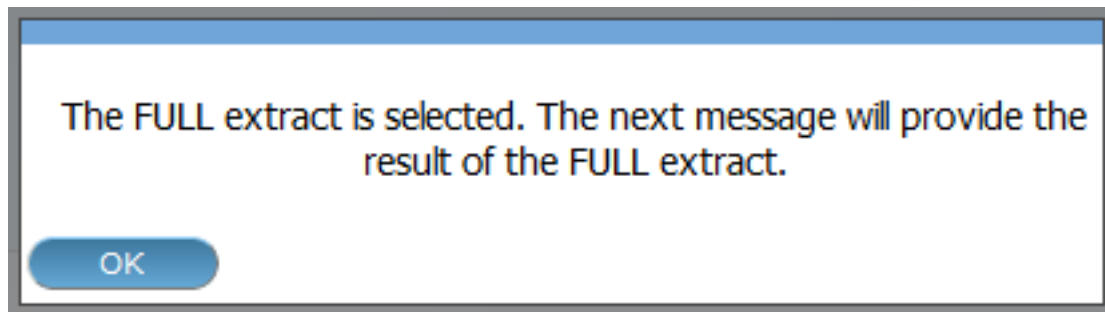 The FULL extract is selected. The next message will provide the
result of the FULL extract.
OK